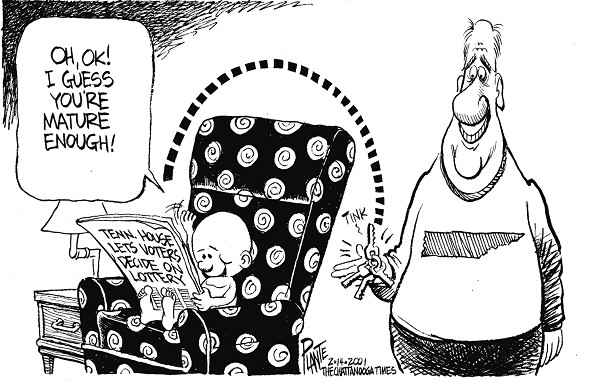 OH, OK!
I GUESS
YOU'RE
MATURE
ENOUGH!
TENN. HOUSE
LETS VOTERS
DECIDE ON
LOTTERY
TINK
PLANTE
2·14·2001
THE CHATTANOOGA TIMES